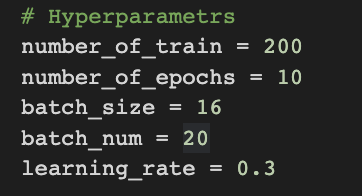 # Hyperparametrs
number_of_train = 200
number_of_epochs = 10
batch_size = 16
batch_num = 20
learning_rate = 0.3